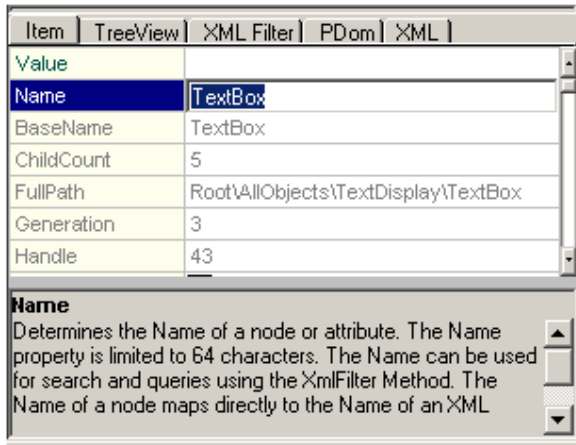 Item TreeView XML Filter PDom XML
Value
Name TextBox
BaseName TextBox
ChildCount 5
FullPath Root\AllObjects\TextDisplay\TextBox
Generation 3
Handle 43
Name
Determines the Name of a node or attribute. The Name
property is limited to 64 characters. The Name can be used
for search and queries using the XmlFilter Method. The
Name of a node maps directly to the Name of an XML